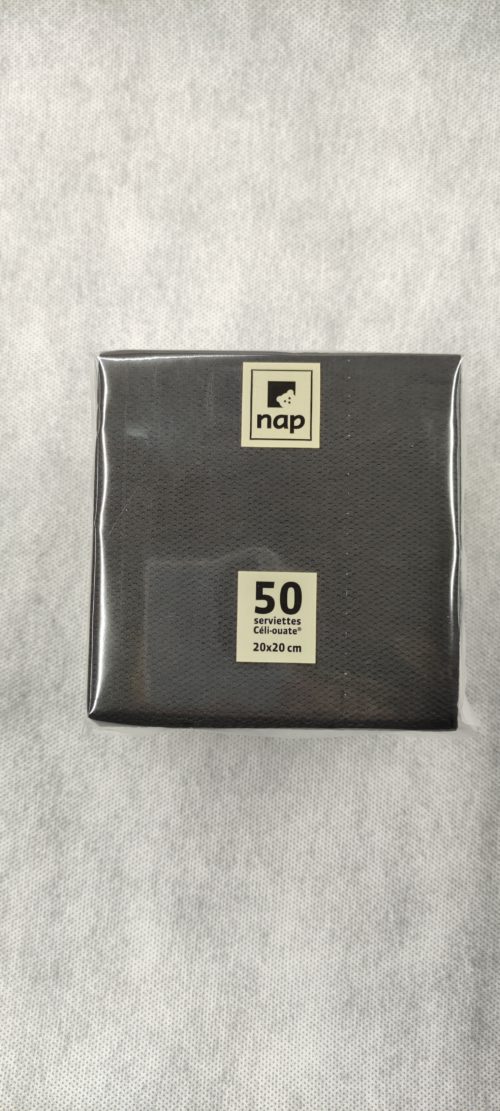 nap
50
serviettes
Céli-ouate®
20x20 cm